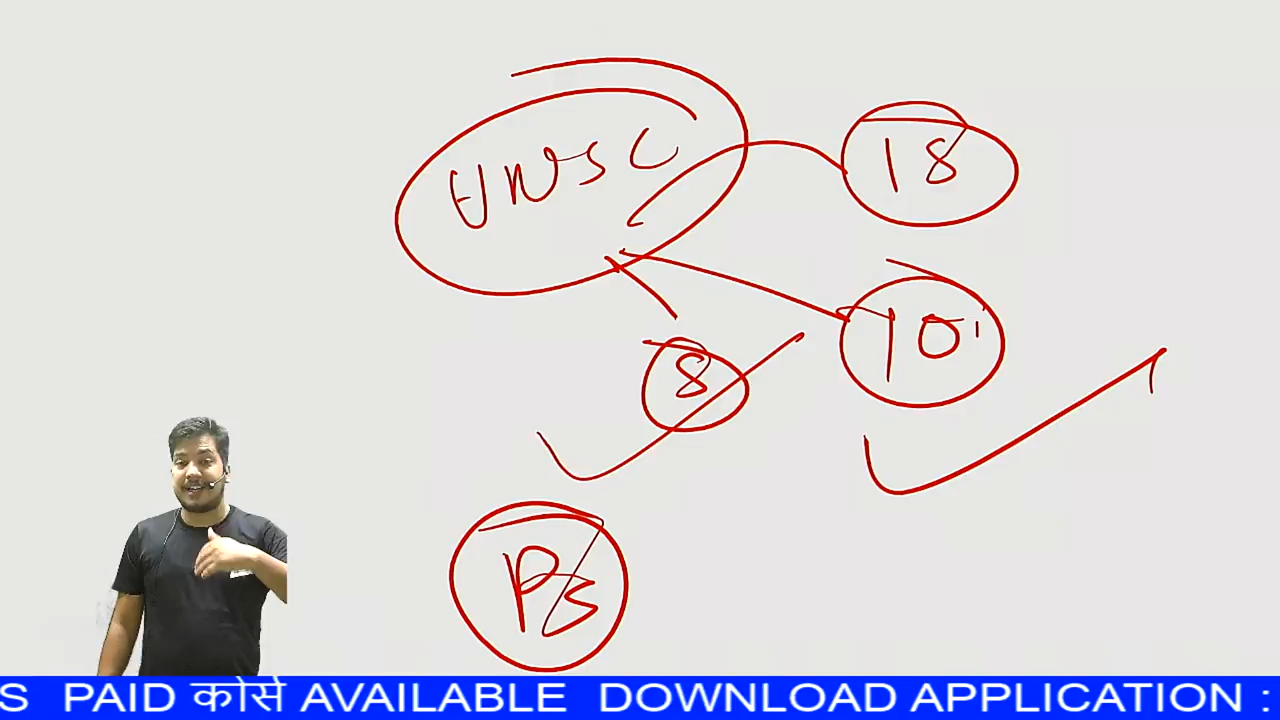 UNSC
18
10
8
P5
S PAID कोर्स AVAILABLE DOWNLOAD APPLICATION :